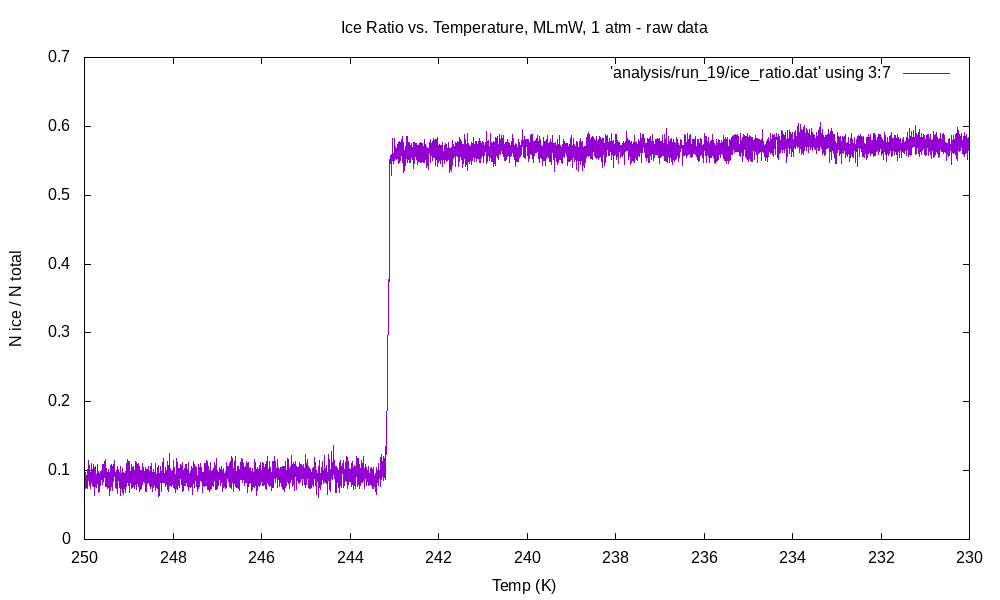 Ice Ratio vs. Temperature, MLmW, 1 atm - raw data
'analysis/run_19/ice_ratio.dat' using 3:7
0.7
0.6
0.5
0.4
0.3
0.2
0.1
0
N ice / N total
250 248 246 244 242 240 238 236 234 232 230
Temp (K)